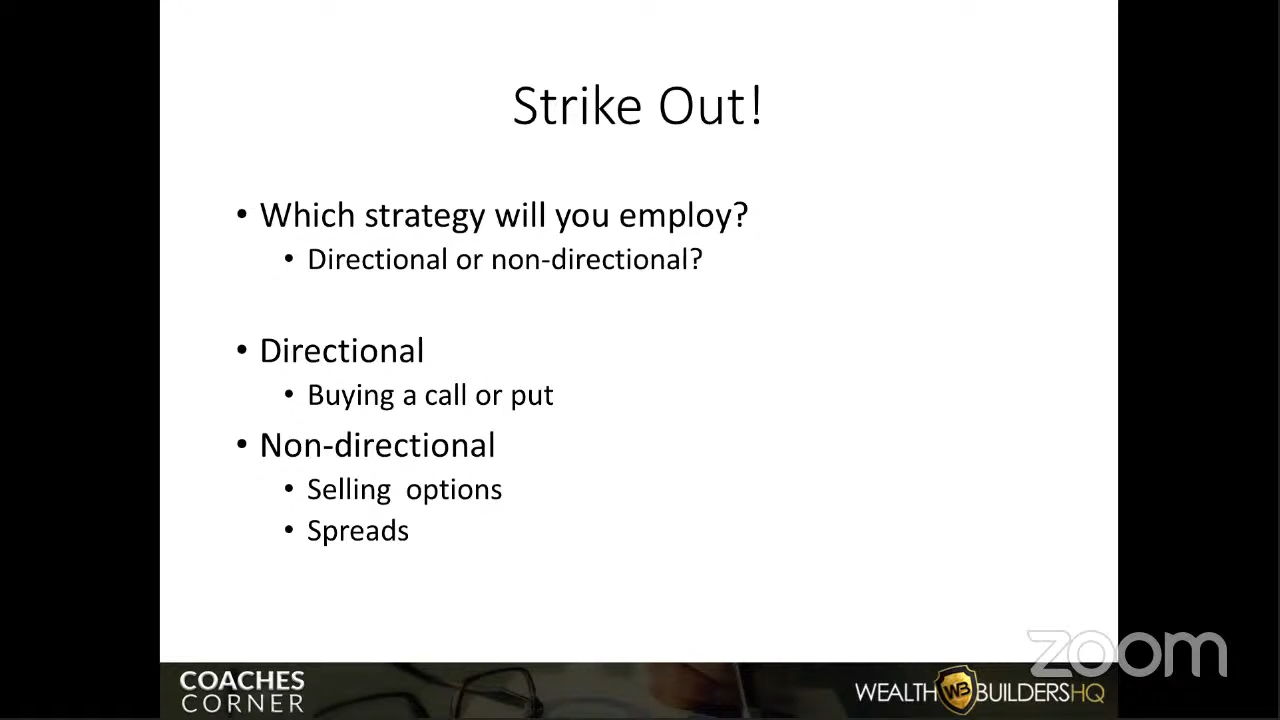 Strike Out!
• Which strategy will you employ?
• Directional or non-directional?
• Directional
• Buying a call or put
• Non-directional
• Selling  options
• Spreads
zoom
COACHES
CORNER
WEALTH WB BUILDERSHQ